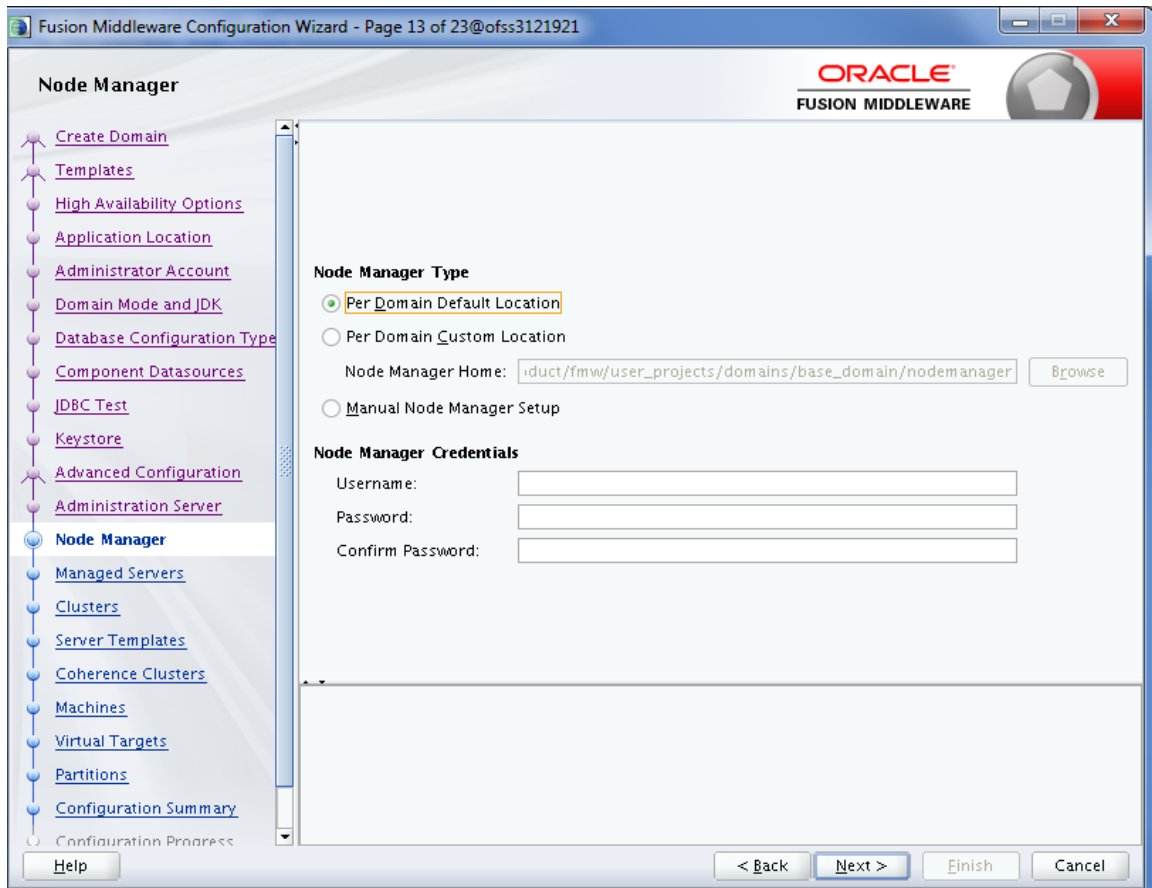 Fusion Middleware Configuration Wizard - Page 13 of 23@ofss3121921
Node Manager
ORACLE
FUSION MIDDLEWARE
Create Domain
Templates
High Availability Options
Application Location
Administrator Account
Domain Mode and JDK
Database Configuration Type
Component Datasources
JDBC Test
Keystore
Advanced Configuration
Administration Server
Node Manager
Managed Servers
Clusters
Server Templates
Coherence Clusters
Machines
Virtual Targets
Partitions
Configuration Summary
Configuration Progress
Node Manager Type
Per Domain Default Location
Per Domain Custom Location
Node Manager Home: duct/fmw/user_projects/domains/base_domain/nodemanager Browse
Manual Node Manager Setup
Node Manager Credentials
Username:
Password:
Confirm Password:
Help < Back Next > Finish Cancel